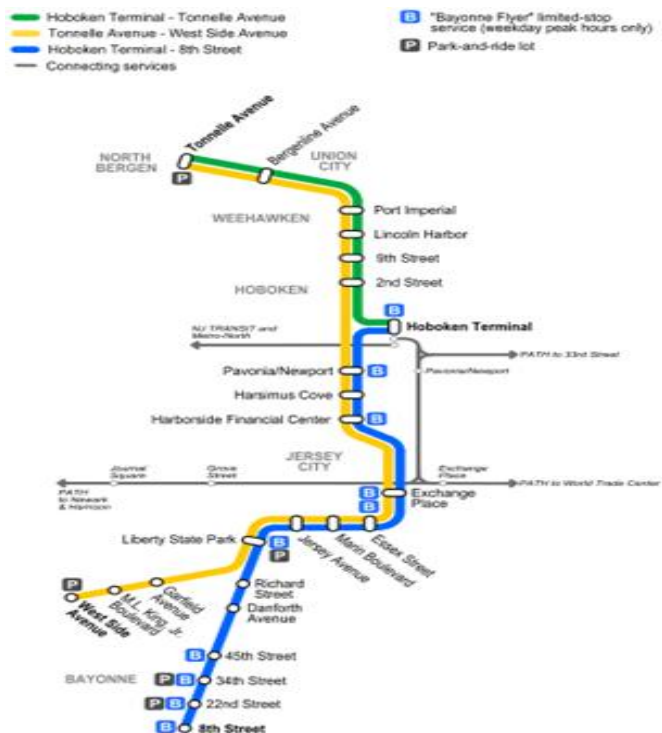 Hoboken Terminal - Tonnelle Avenue
Tonnelle Avenue - West Side Avenue
Hoboken Terminal - 8th Street
Connecting services
B "Bayonne Flyer" limited-stop
service (weekday peak hours only)
P Park-and-ride lot
Tonnelle Avenue
Bergenline Avenue
NORTH
BERGEN
UNION
CITY
P
Port Imperial
WEEHAWKEN
Lincoln Harbor
9th Street
2nd Street
HOBOKEN
B
Hoboken Terminal
NJ TRANSIT and
Metro-North
PATH to 33rd Street
Pavonia/Newport B
Pavonia/Newport
Harsimus Cove
Harborside Financial Center B
JERSEY
CITY
Journal
Square
Grove
Street
Exchange
Place
PATH
to Newark
& Harrison
PATH to World Trade Center
B
B
Exchange
Place
Liberty State Park
B
P
Jersey Avenue
Marin Boulevard
Essex Street
P
West Side
Avenue
M.L. King, Jr.
Boulevard
Garfield
Avenue
Richard
Street
Danforth
Avenue
B 45th Street
BAYONNE
P B 34th Street
P B 22nd Street
B 8th Street